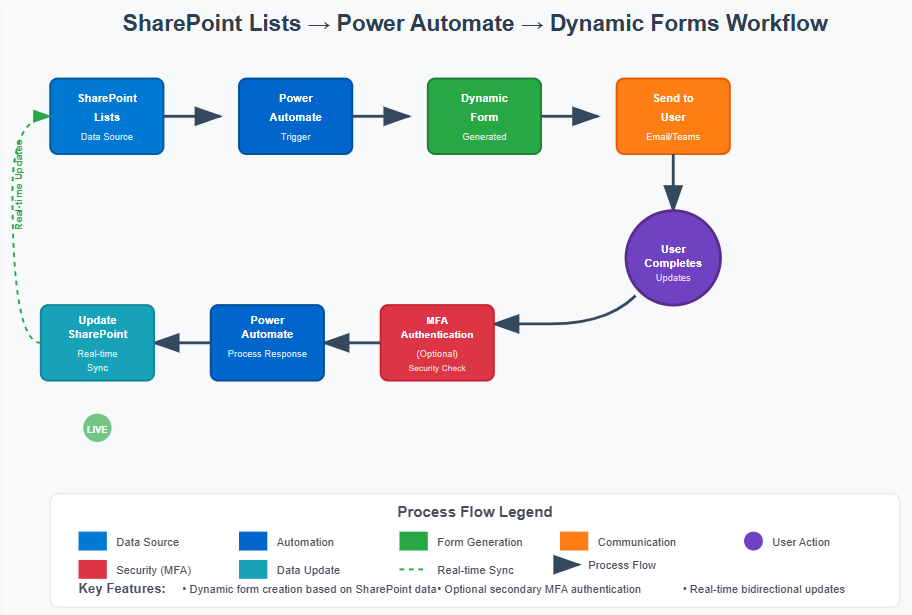 SharePoint Lists → Power Automate → Dynamic Forms Workflow
SharePoint
Lists
Data Source
Power
Automate
Trigger
Dynamic
Form
Generated
Send to
User
Email/Teams
Real-time Updates
User
Completes
Updates
Update
SharePoint
Real-time
Sync
Power
Automate
Process Response
MFA
Authentication
(Optional)
Security Check
LIVE
Process Flow Legend
Data Source
Automation
Form Generation
Communication
User Action
Security (MFA)
Data Update
Real-time Sync
Process Flow
Key Features:
• Dynamic form creation based on SharePoint data
• Optional secondary MFA authentication
• Real-time bidirectional updates